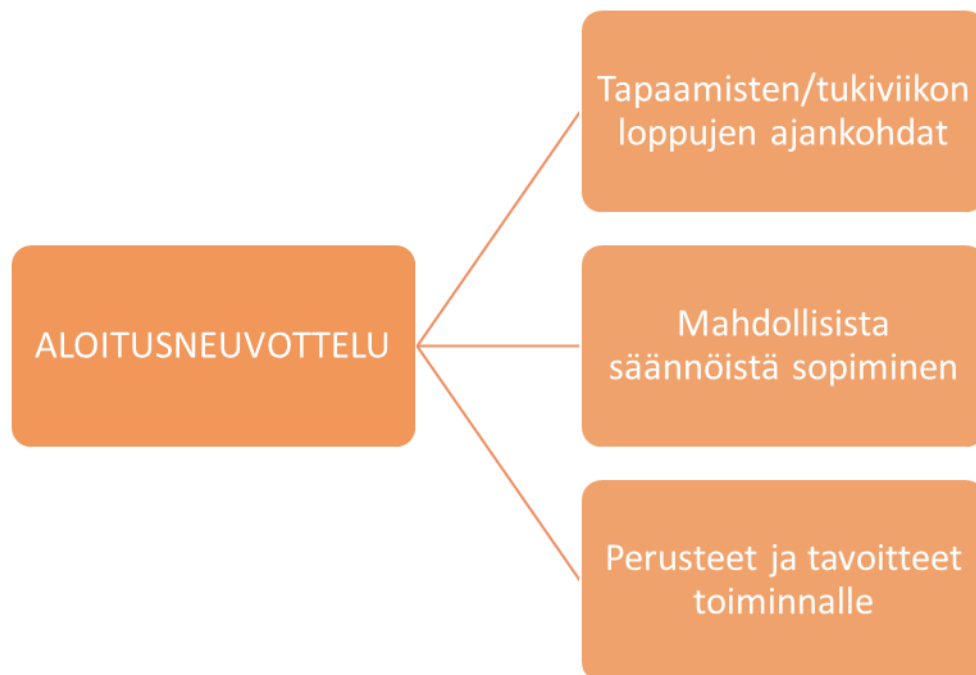 ALOITUSNEUVOTTELU
Tapaamisten/tukiviikon
loppujen ajankohdat
Mahdollisista
säännöistä sopiminen
Perusteet ja tavoitteet
toiminnalle